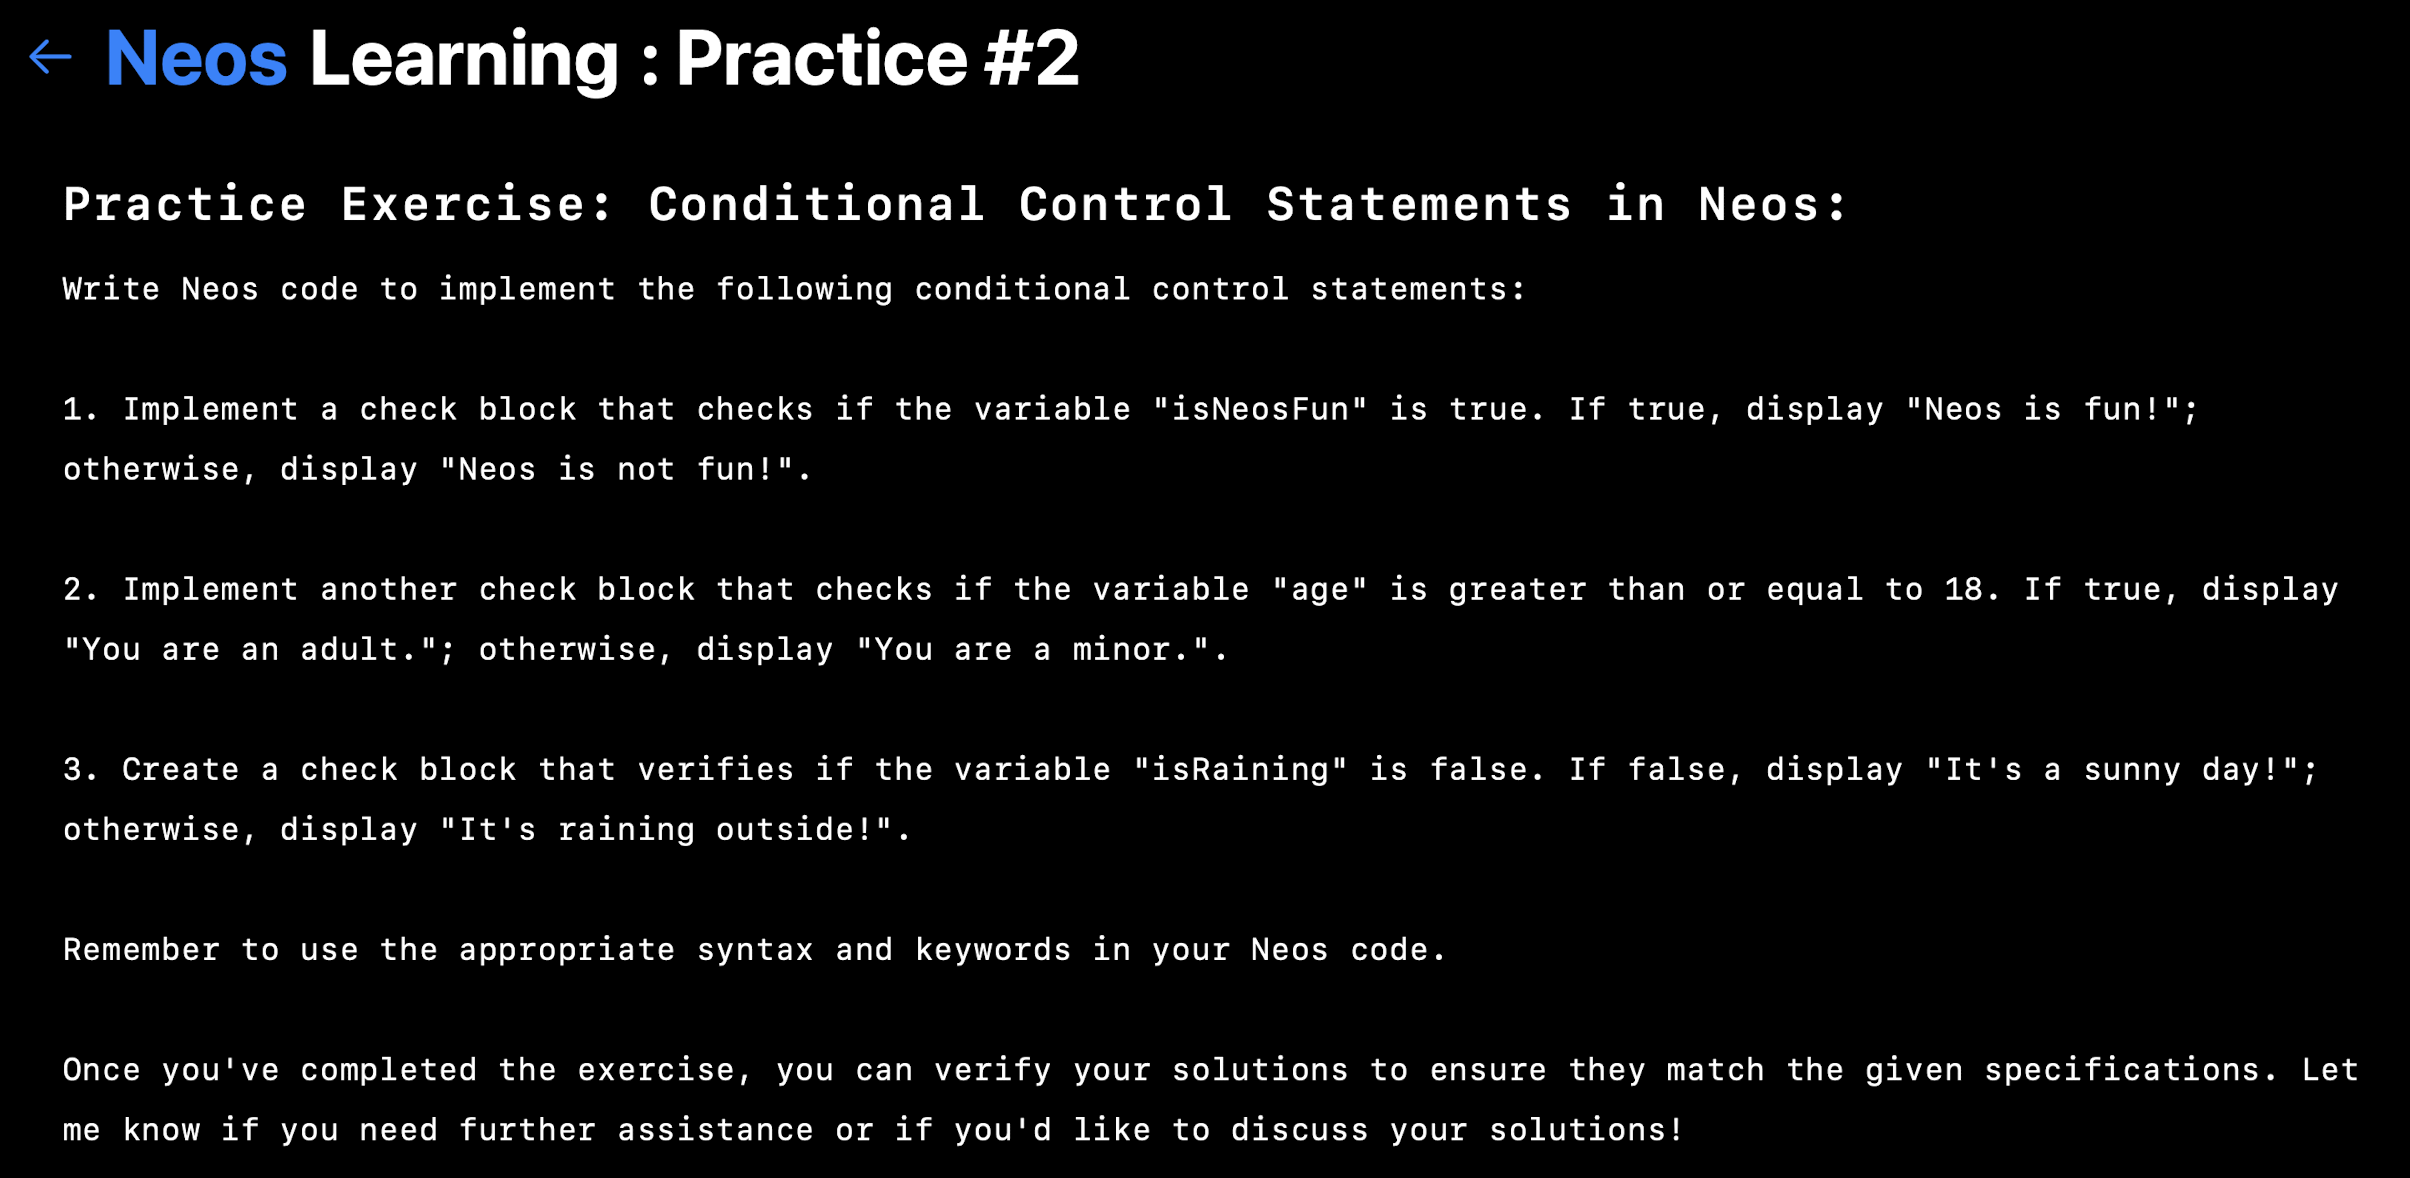 ← Neos Learning : Practice #2
Practice Exercise: Conditional Control Statements in Neos:
Write Neos code to implement the following conditional control statements:
1. Implement a check block that checks if the variable "isNeosFun" is true. If true, display "Neos is fun!";
otherwise, display "Neos is not fun!".
2. Implement another check block that checks if the variable "age" is greater than or equal to 18. If true, display
"You are an adult."; otherwise, display "You are a minor.".
3. Create a check block that verifies if the variable "isRaining" is false. If false, display "It's a sunny day!";
otherwise, display "It's raining outside!".
Remember to use the appropriate syntax and keywords in your Neos code.
Once you've completed the exercise, you can verify your solutions to ensure they match the given specifications. Let
me know if you need further assistance or if you'd like to discuss your solutions!